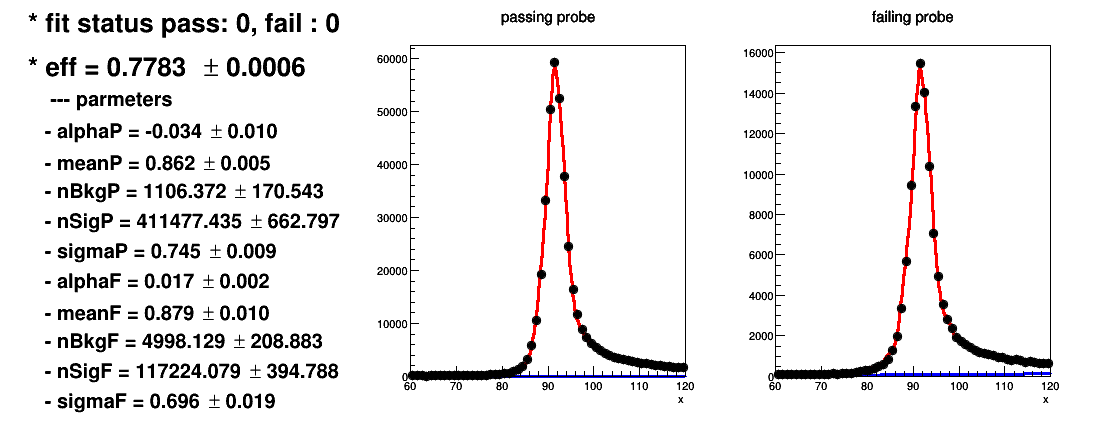 * fit status pass: 0, fail : 0
* eff = 0.7783 ± 0.0006
--- parmeters
- alphaP = -0.034 ± 0.010
- meanP = 0.862 ± 0.005
- nBkgP = 1106.372 ± 170.543
- nSigP = 411477.435 ± 662.797
- sigmaP = 0.745 ± 0.009
- alphaF = 0.017 ± 0.002
- meanF = 0.879 ± 0.010
- nBkgF = 4998.129 ± 208.883
- nSigF = 117224.079 ± 394.788
- sigmaF = 0.696 ± 0.019
passing probe
60000
50000
40000
30000
20000
10000
0
60 70 80 90 100 110 120
x
failing probe
16000
14000
12000
10000
8000
6000
4000
2000
0
60 70 80 90 100 110 120
x